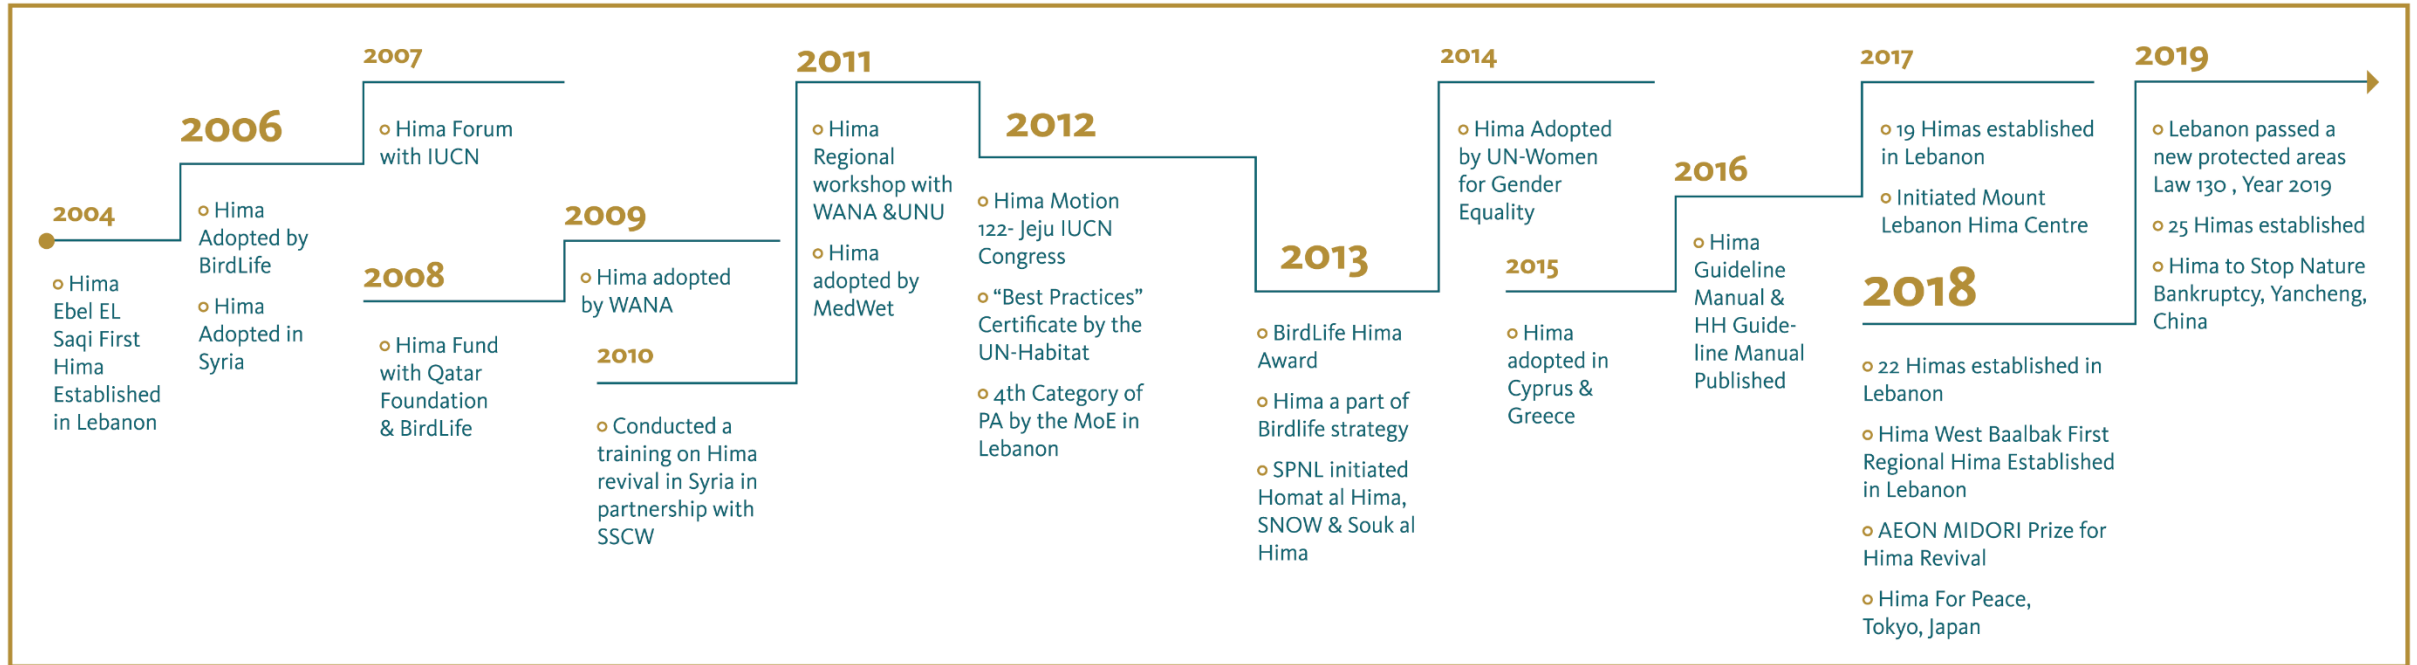 2004
Hima
Ebel EL
Saqi First
Hima
Established
in Lebanon
2006
Hima
Adopted by
BirdLife
Hima
Adopted in
Syria
2007
Hima Forum
with IUCN
2008
Hima Fund
with Qatar
Foundation
& BirdLife
2009
Hima adopted
by WANA
2010
Conducted a
training on Hima
revival in Syria in
partnership with
SSCW
2011
Hima
Regional
workshop with
WANA &UNU
Hima
adopted by
MedWet
2012
Hima Motion
122- Jeju IUCN
Congress
“Best Practices”
Certificate by the
UN-Habitat
4th Category of
PA by the MoE in
Lebanon
2013
BirdLife Hima
Award
Hima a part of
Birdlife strategy
SPNL initiated
Homat al Hima,
SNOW & Souk al
Hima
2014
Hima Adopted
by UN-Women
for Gender
Equality
2015
Hima
adopted in
Cyprus &
Greece
2016
Hima
Guideline
Manual &
HH Guide-
line Manual
Published
2017
19 Himas established
in Lebanon
Initiated Mount
Lebanon Hima Centre
2018
22 Himas established in
Lebanon
Hima West Baalbak First
Regional Hima Established
in Lebanon
AEON MIDORI Prize for
Hima Revival
Hima For Peace,
Tokyo, Japan
2019
Lebanon passed a
new protected areas
Law 130 , Year 2019
25 Himas established
Hima to Stop Nature
Bankruptcy, Yancheng,
China